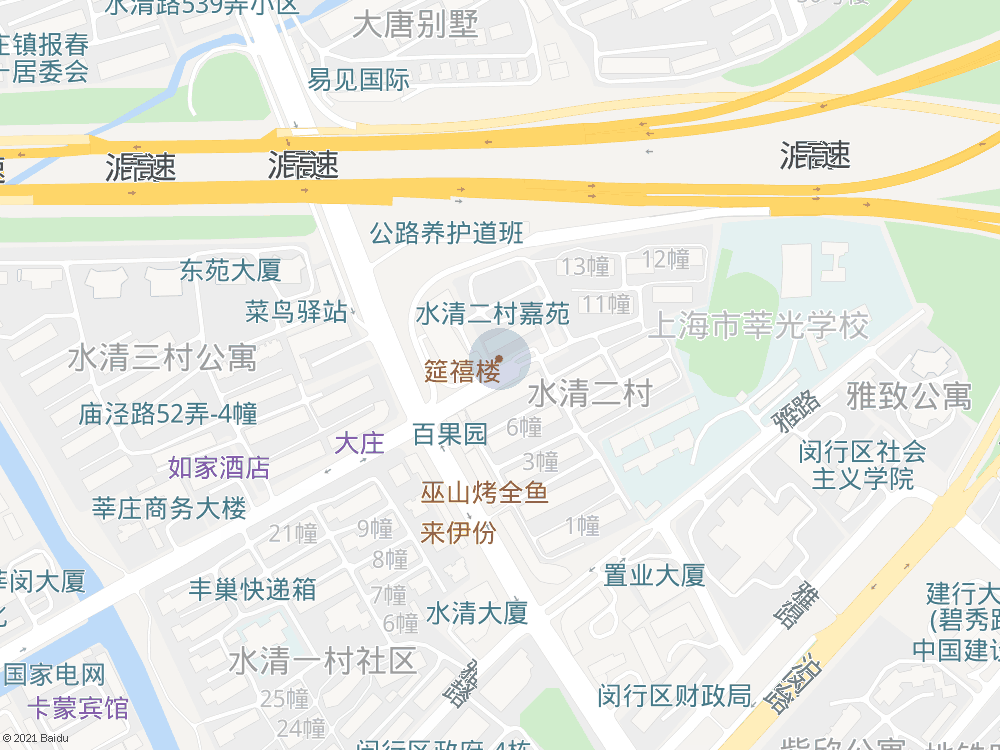 水清路539弄小区
大唐别墅
庄镇报春
一居委会
易见国际
速
公路养护道班
东苑大厦
13幢
12幢
菜鸟驿站
水清二村嘉苑
11幢
上海市莘光学校
水清三村公寓
筵禧楼
水清二村
雅致公寓
庙泾路52弄-4幢
大庄
百果园
6幢
闵行区社会
主义学院
如家酒店
3幢
巫山烤全鱼
莘庄商务大楼
21幢
9幢
来伊份
1幢
8幢
莘闵大厦
丰巢快递箱
7幢
置业大厦
6幢
水清大厦
建行大
(碧秀路
中国建设
水清一村社区
国家电网
卡蒙宾馆
25幢
24幢
闵行区财政局
沪闵路
© 2021 Baidu